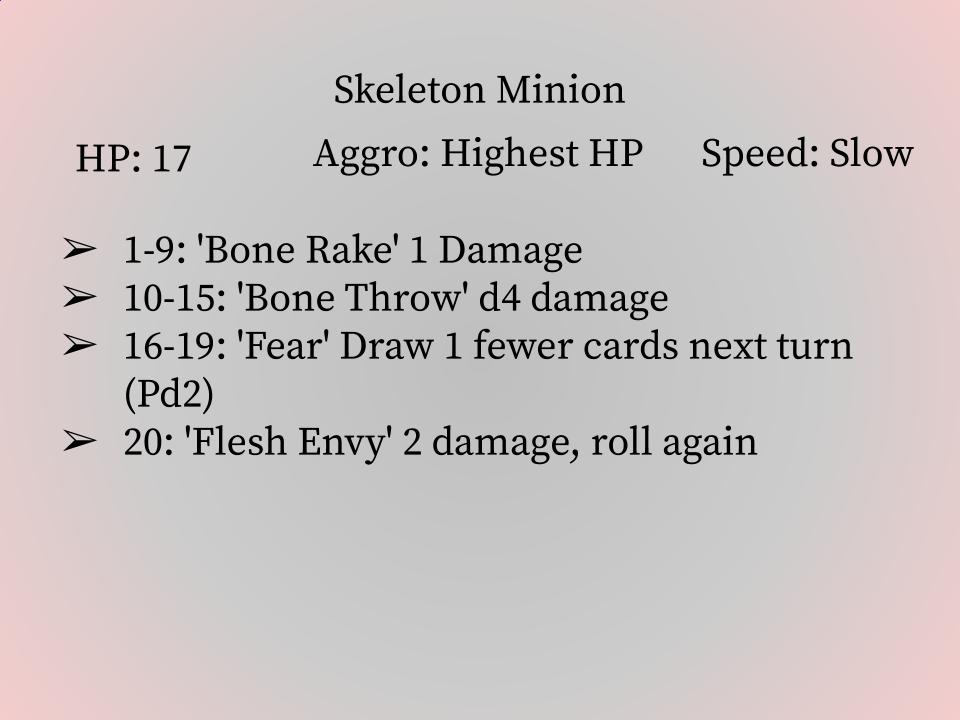 Skeleton Minion
HP: 17 Aggro: Highest HP Speed: Slow
➢ 1-9: 'Bone Rake' 1 Damage
➢ 10-15: 'Bone Throw' d4 damage
➢ 16-19: 'Fear' Draw 1 fewer cards next turn
(Pd2)
➢ 20: 'Flesh Envy' 2 damage, roll again